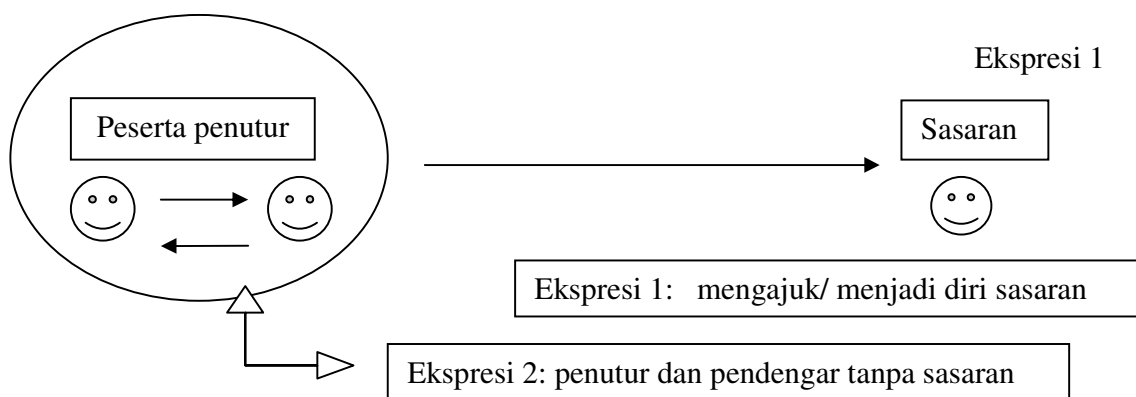 Ekspresi 1
Peserta penutur
Sasaran
Ekspresi 1: mengajuk/ menjadi diri sasaran
Ekspresi 2: penutur dan pendengar tanpa sasaran